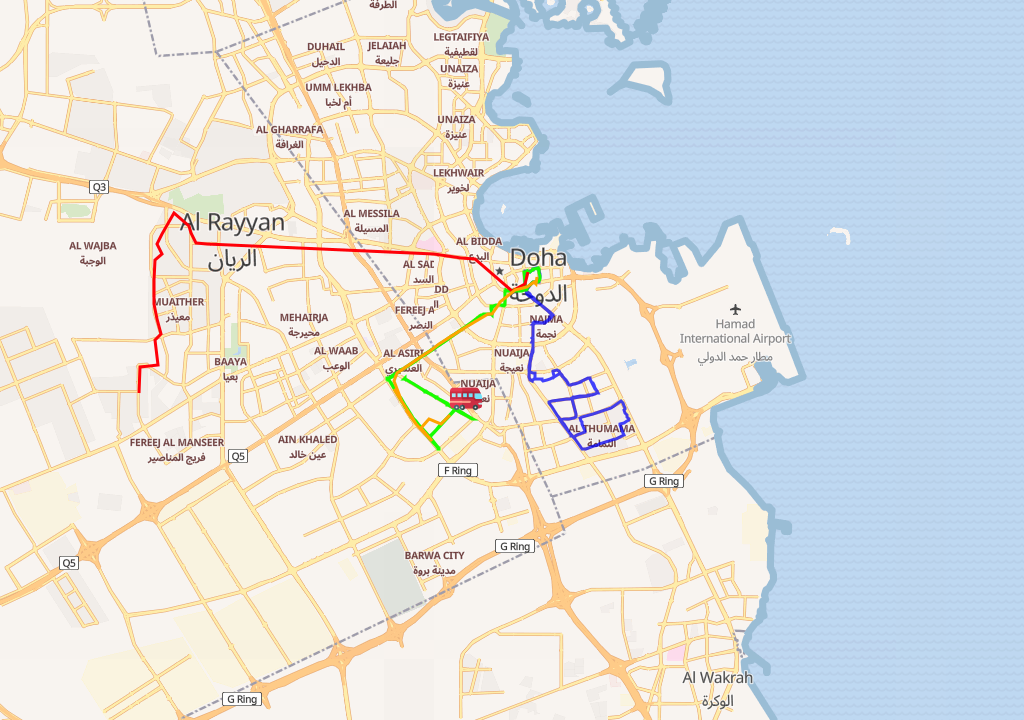 الطرفة
LEGTAIFIYA
لقطيفية
DUHAIL
الدحيل
JELAIAH
جليعة
UNAIZA
عنيزة
UMM LEKHBA
أم لخبا
UNAIZA
عنيزة
AL GHARRAFA
الغرافة
LEKHWAIR
لخوير
Q3
AL MESSILA
المسيلة
Al Rayyan
الريان
AL WAJBA
الوجبة
AL BIDDA
البدع
Doha
الدوحة
AL SAD
السد
DD
ال
MUAITHER
معيذر
MEHAIRJA
محيرجة
FEREEJ A
النصر
NAJMA
نجمة
Hamad
International Airport
مطار حمد الدولي
AL WAAB
الوعب
AL ASIRI
العسيري
NUAIJA
نعيجة
BAAYA
بعيا
NUAIJA
AL THUMAMA
الثمامة
FEREEJ AL MANSEER
فريج المناصير
AIN KHALED
عين خالد
Q5
F Ring
G Ring
G Ring
BARWA CITY
مدينة بروة
Q5
Al Wakrah
الوكرة
G Ring